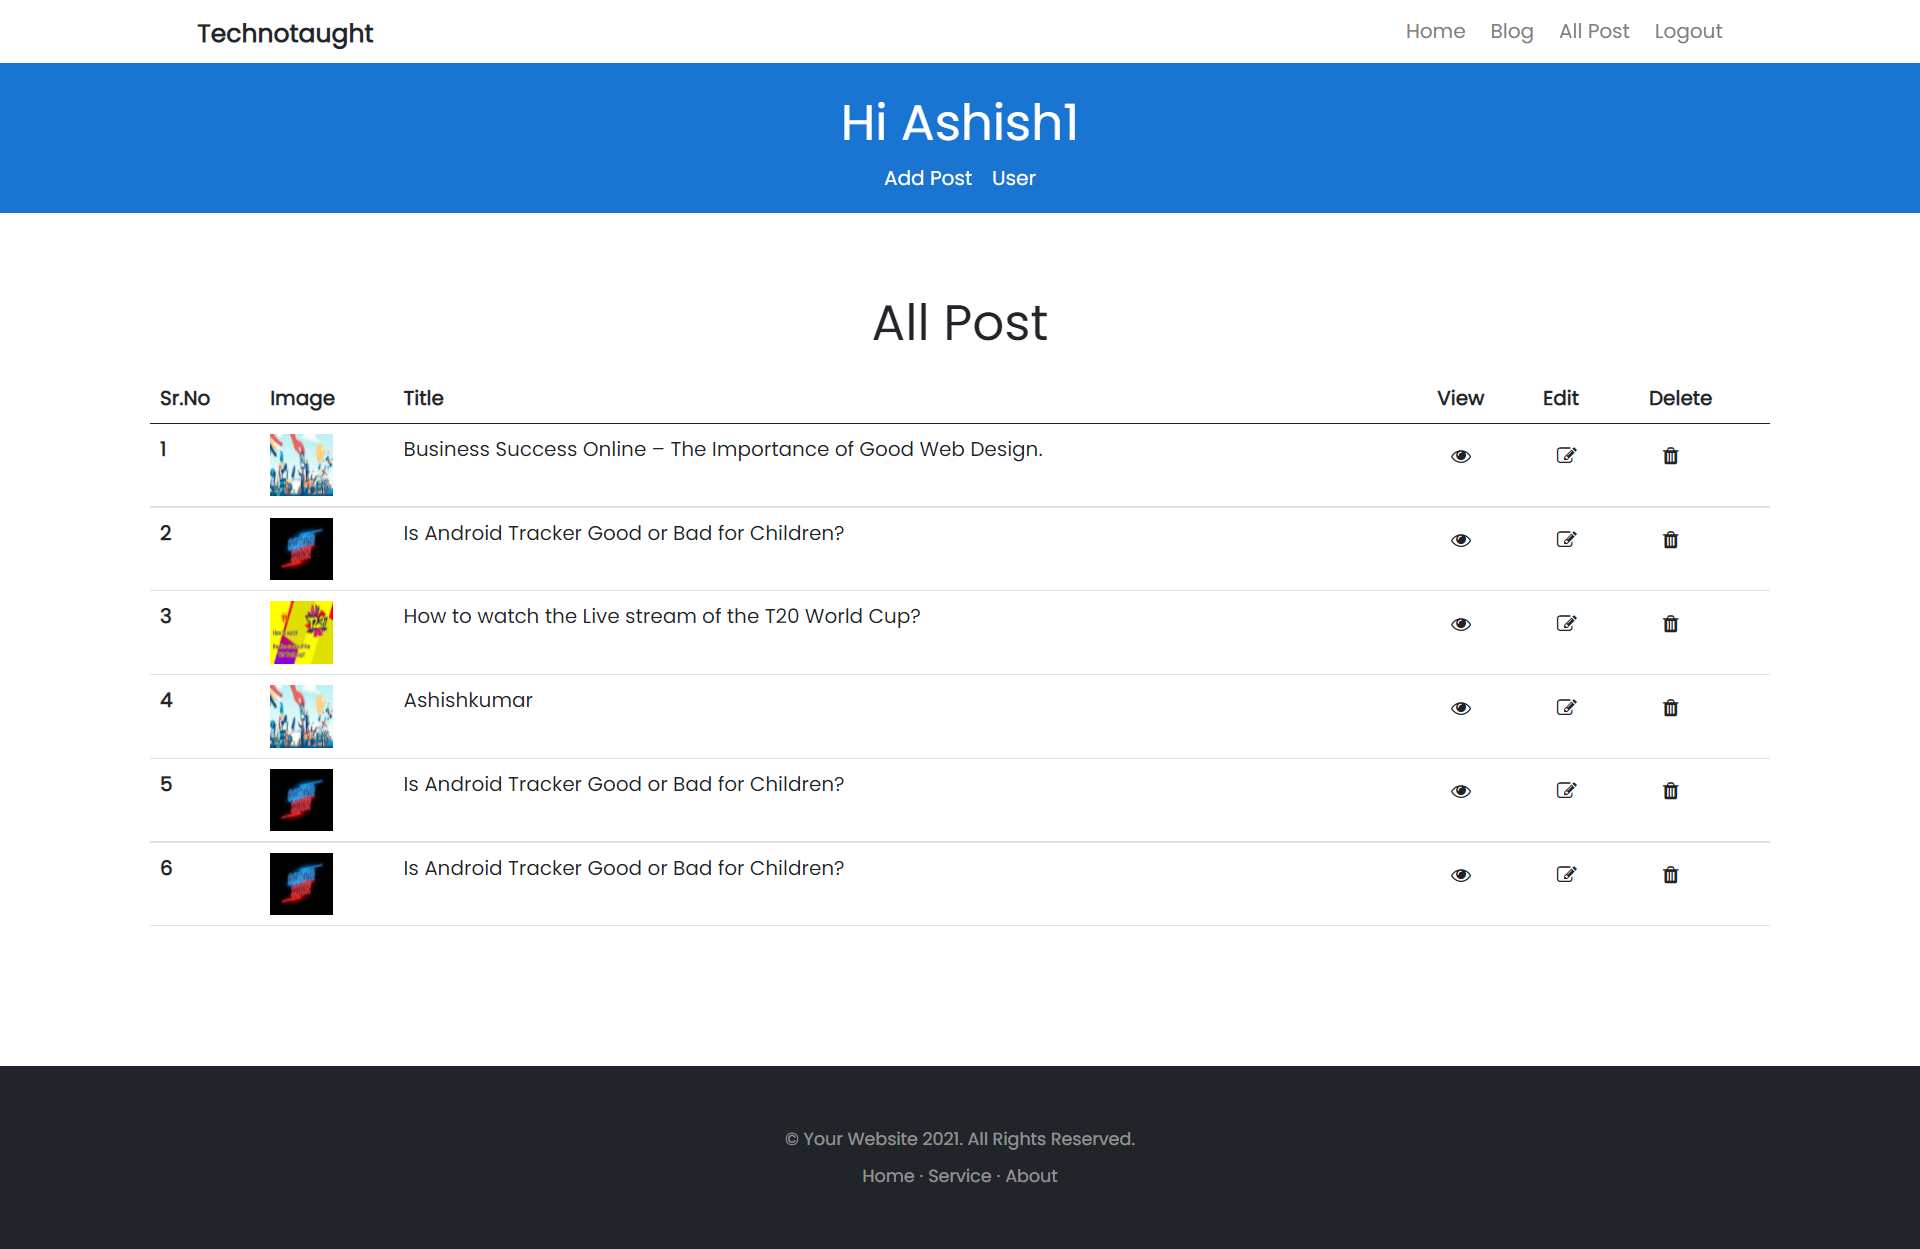 Technotaught
Home Blog All Post Logout
Hi Ashish1
Add Post User
All Post
Sr.No Image Title View Edit Delete
1 Business Success Online – The Importance of Good Web Design.
2 Is Android Tracker Good or Bad for Children?
3 How to watch the Live stream of the T20 World Cup?
4 Ashishkumar
5 Is Android Tracker Good or Bad for Children?
6 Is Android Tracker Good or Bad for Children?
© Your Website 2021. All Rights Reserved.
Home · Service · About